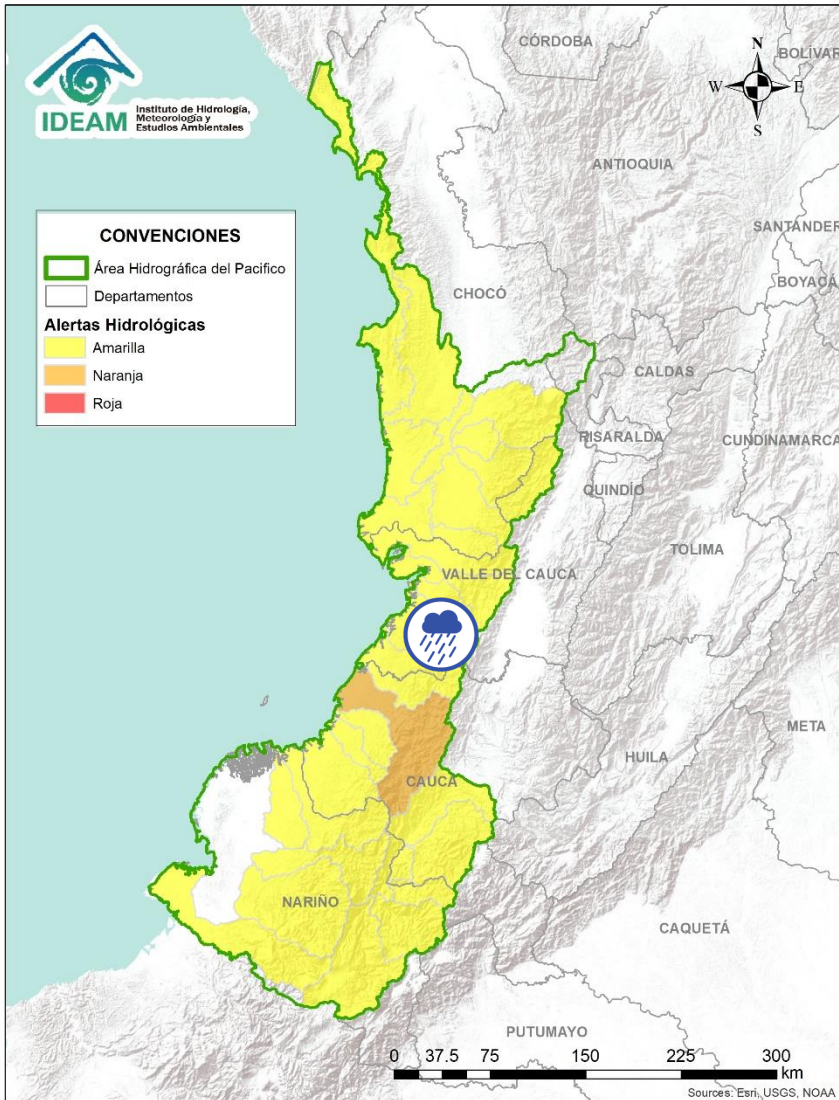 IDEAM
Instituto de Hidrología,
Meteorología y
Estudios Ambientales
N
W
E
S
CÓRDOBA
BOLÍVAR
ANTIOQUIA
SANTANDER
BOYACÁ
CHOCÓ
CALDAS
RISARALDA
CUNDINAMARCA
QUINDÍO
TOLIMA
VALLE DEL CAUCA
META
HUILA
CAUCA
NARIÑO
CAQUETÁ
PUTUMAYO
CONVENCIONES
Área Hidrográfica del Pacifico
Departamentos
Alertas Hidrológicas
Amarilla
Naranja
Roja
0 37.5 75 150 225 300
km
Sources: Esri, USGS, NOAA